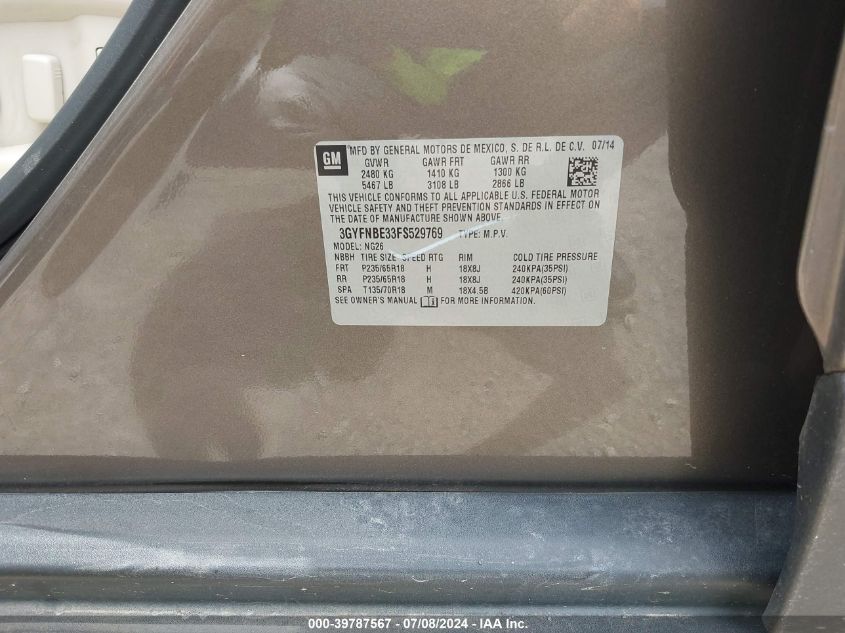 GM
MFD BY GENERAL MOTORS DE MEXICO, S. DE R.L. DE C.V. 07/14
GVWR GAWR FRT GAWR RR
2480 KG 1410 KG 1300 KG
5467 LB 3108 LB 2866 LB
THIS VEHICLE CONFORMS TO ALL APPLICABLE U.S. FEDERAL MOTOR
VEHICLE SAFETY AND THEFT PREVENTION STANDARDS IN EFFECT ON
THE DATE OF MANUFACTURE SHOWN ABOVE.
3GYFNBE33FS529769 TYPE: M.P.V.
MODEL: NG26
NBBH TIRE SIZE SPEED RTG RIM COLD TIRE PRESSURE
FRT P235/65R18 H 18X8J 240KPA(35PSI)
RR P235/65R18 H 18X8J 240KPA(35PSI)
SPA T135/70R18 M 18X4.5B 420KPA(60PSI)
SEE OWNER'S MANUAL FOR MORE INFORMATION.
000-39787567 - 07/08/2024 - IAA Inc.